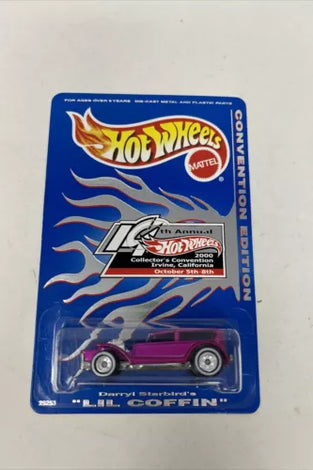 FOR AGES OVER 3 YEARS DIE-CAST METAL AND PLASTIC PARTS
HOT WHEELS
MATTEL
®
CONVENTION EDITION
14th Annual
HOT WHEELS
2000
Collector's Convention
Irvine, California
October 5th-8th
Darryl Starbird's
"LIL COFFIN"